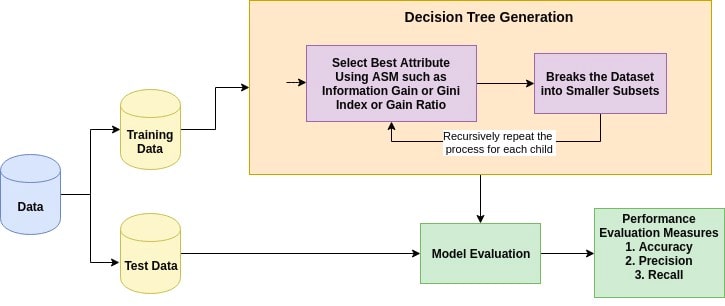 Decision Tree Generation
Select Best Attribute
Using ASM such as
Information Gain or Gini
Index or Gain Ratio
Breaks the Dataset
into Smaller Subsets
Recursively repeat the
process for each child
Training
Data
Data
Test Data
Model Evaluation
Performance
Evaluation Measures
1. Accuracy
2. Precision
3. Recall